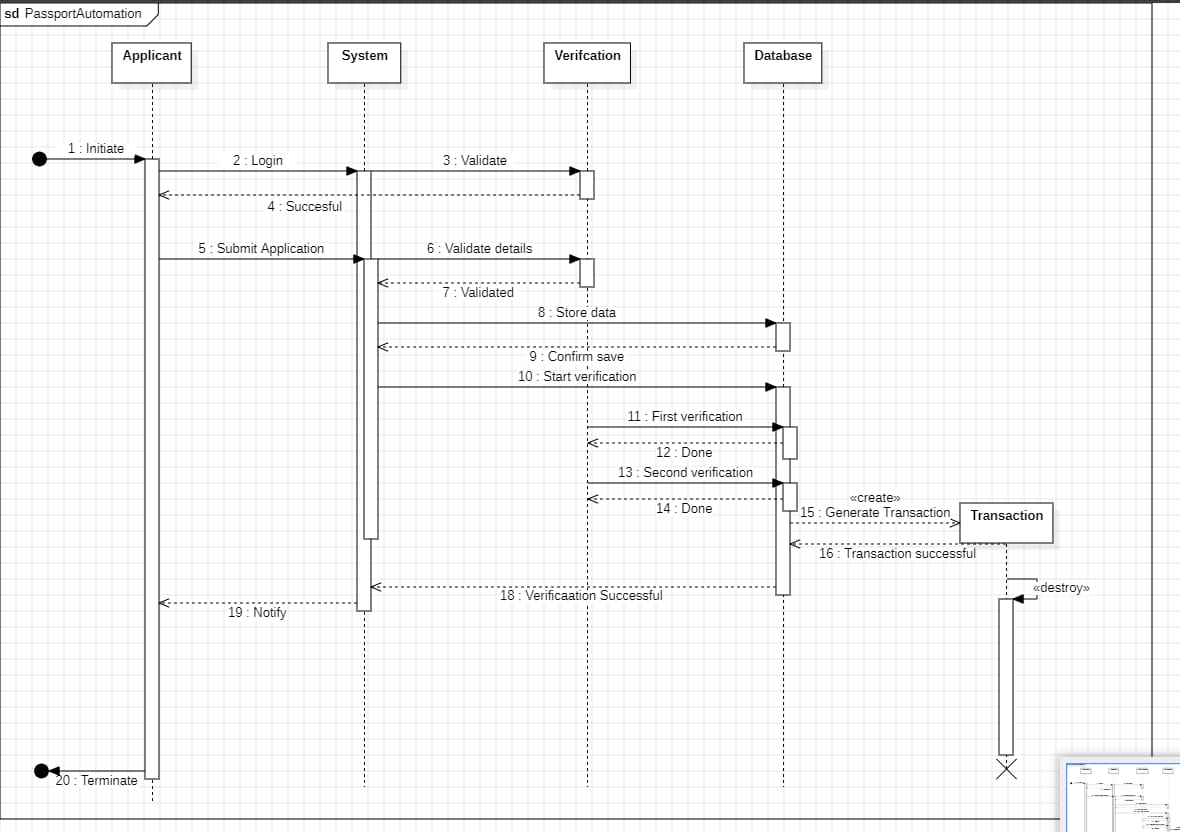 sd PassportAutomation
Applicant
System
Verifcation
Database
1 : Initiate
2 : Login
3 : Validate
4 : Succesful
5 : Submit Application
6 : Validate details
7 : Validated
8 : Store data
9 : Confirm save
10 : Start verification
11 : First verification
12 : Done
13 : Second verification
14 : Done
«create»
15 : Generate Transaction
Transaction
16 : Transaction successful
«destroy»
18 : Verificaation Successful
19 : Notify
20 : Terminate